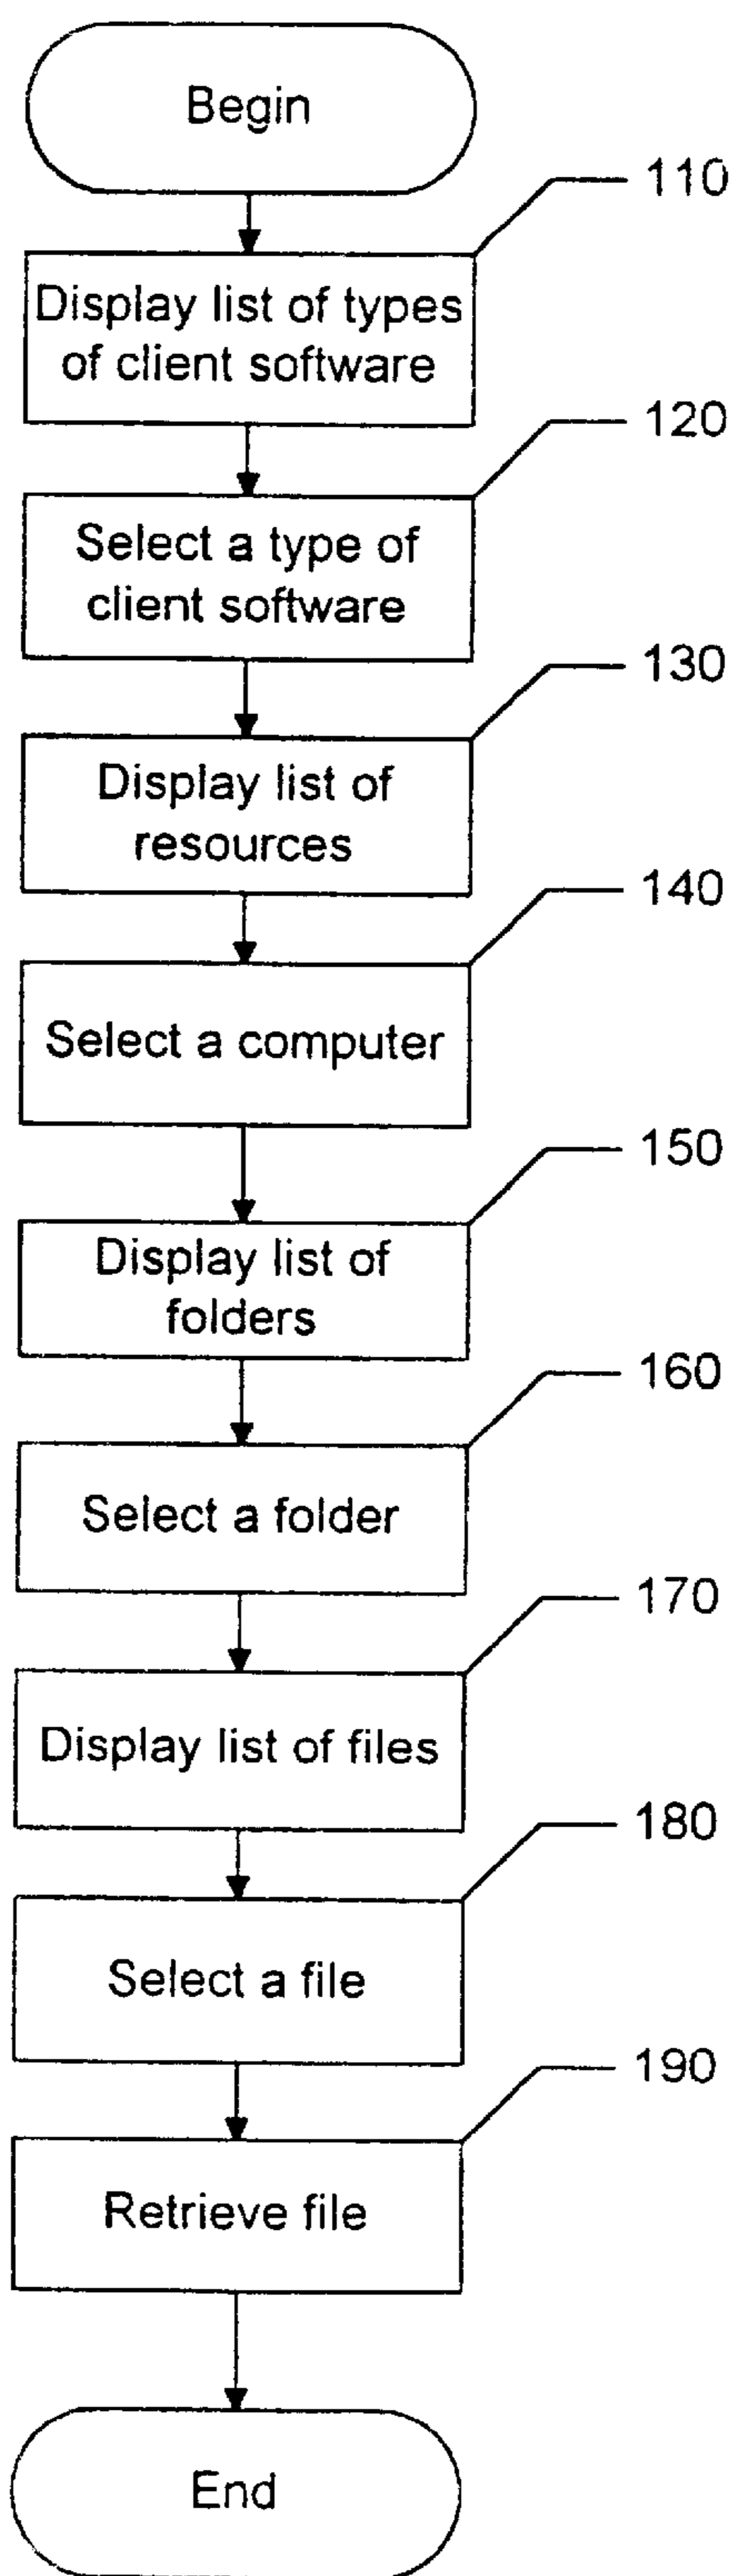 Begin
110
Display list of types
of client software
120
Select a type of
client software
130
Display list of
resources
140
Select a computer
150
Display list of
folders
160
Select a folder
170
Display list of files
180
Select a file
190
Retrieve file
End